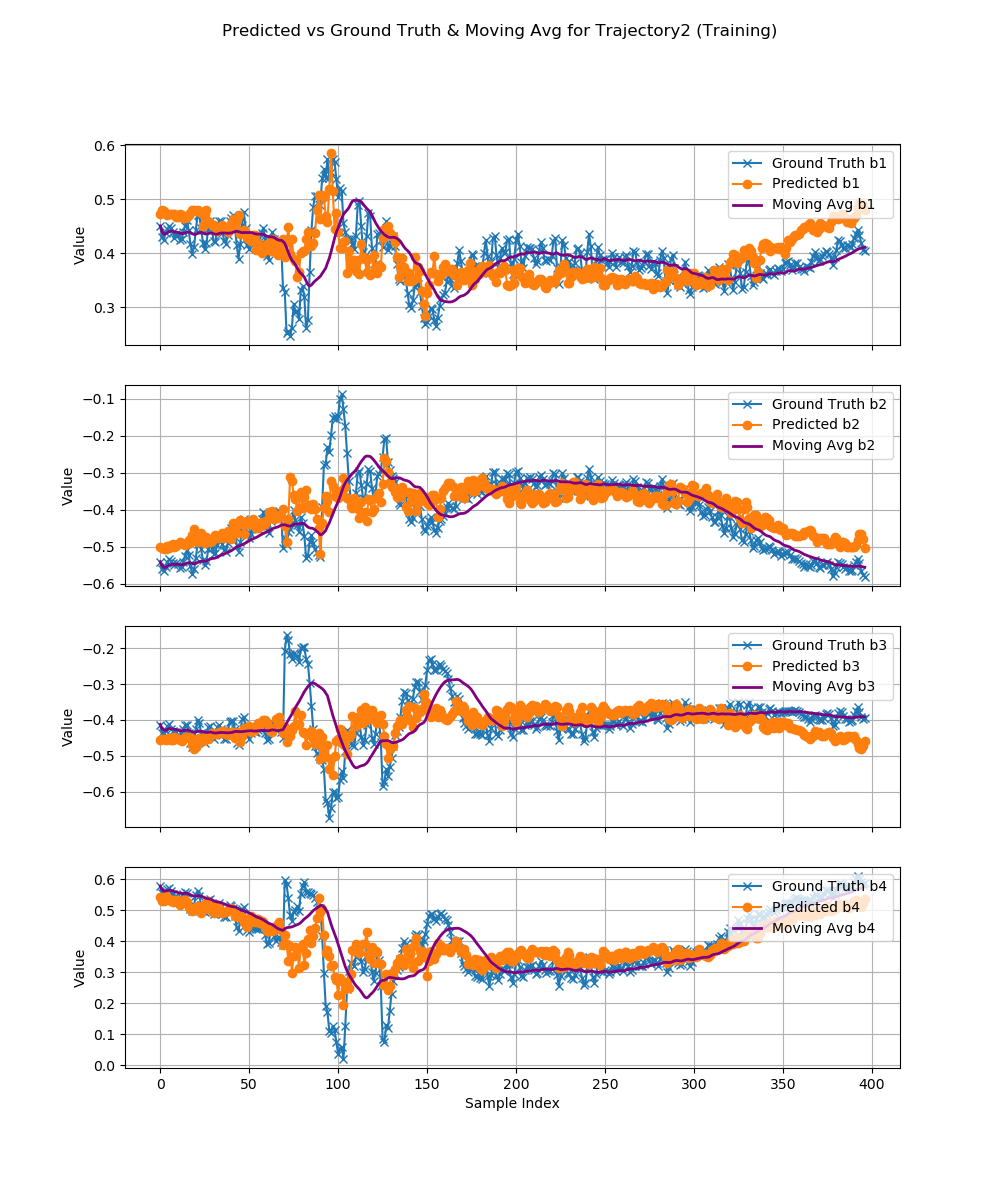 Predicted vs Ground Truth & Moving Avg for Trajectory2 (Training)
0.6
0.5
0.4
0.3
Value
Ground Truth b1
Predicted b1
Moving Avg b1
−0.1
−0.2
−0.3
−0.4
−0.5
−0.6
Value
Ground Truth b2
Predicted b2
Moving Avg b2
−0.2
−0.3
−0.4
−0.5
−0.6
Value
Ground Truth b3
Predicted b3
Moving Avg b3
0.6
0.5
0.4
0.3
0.2
0.1
0.0
Value
Ground Truth b4
Predicted b4
Moving Avg b4
0 50 100 150 200 250 300 350 400
Sample Index